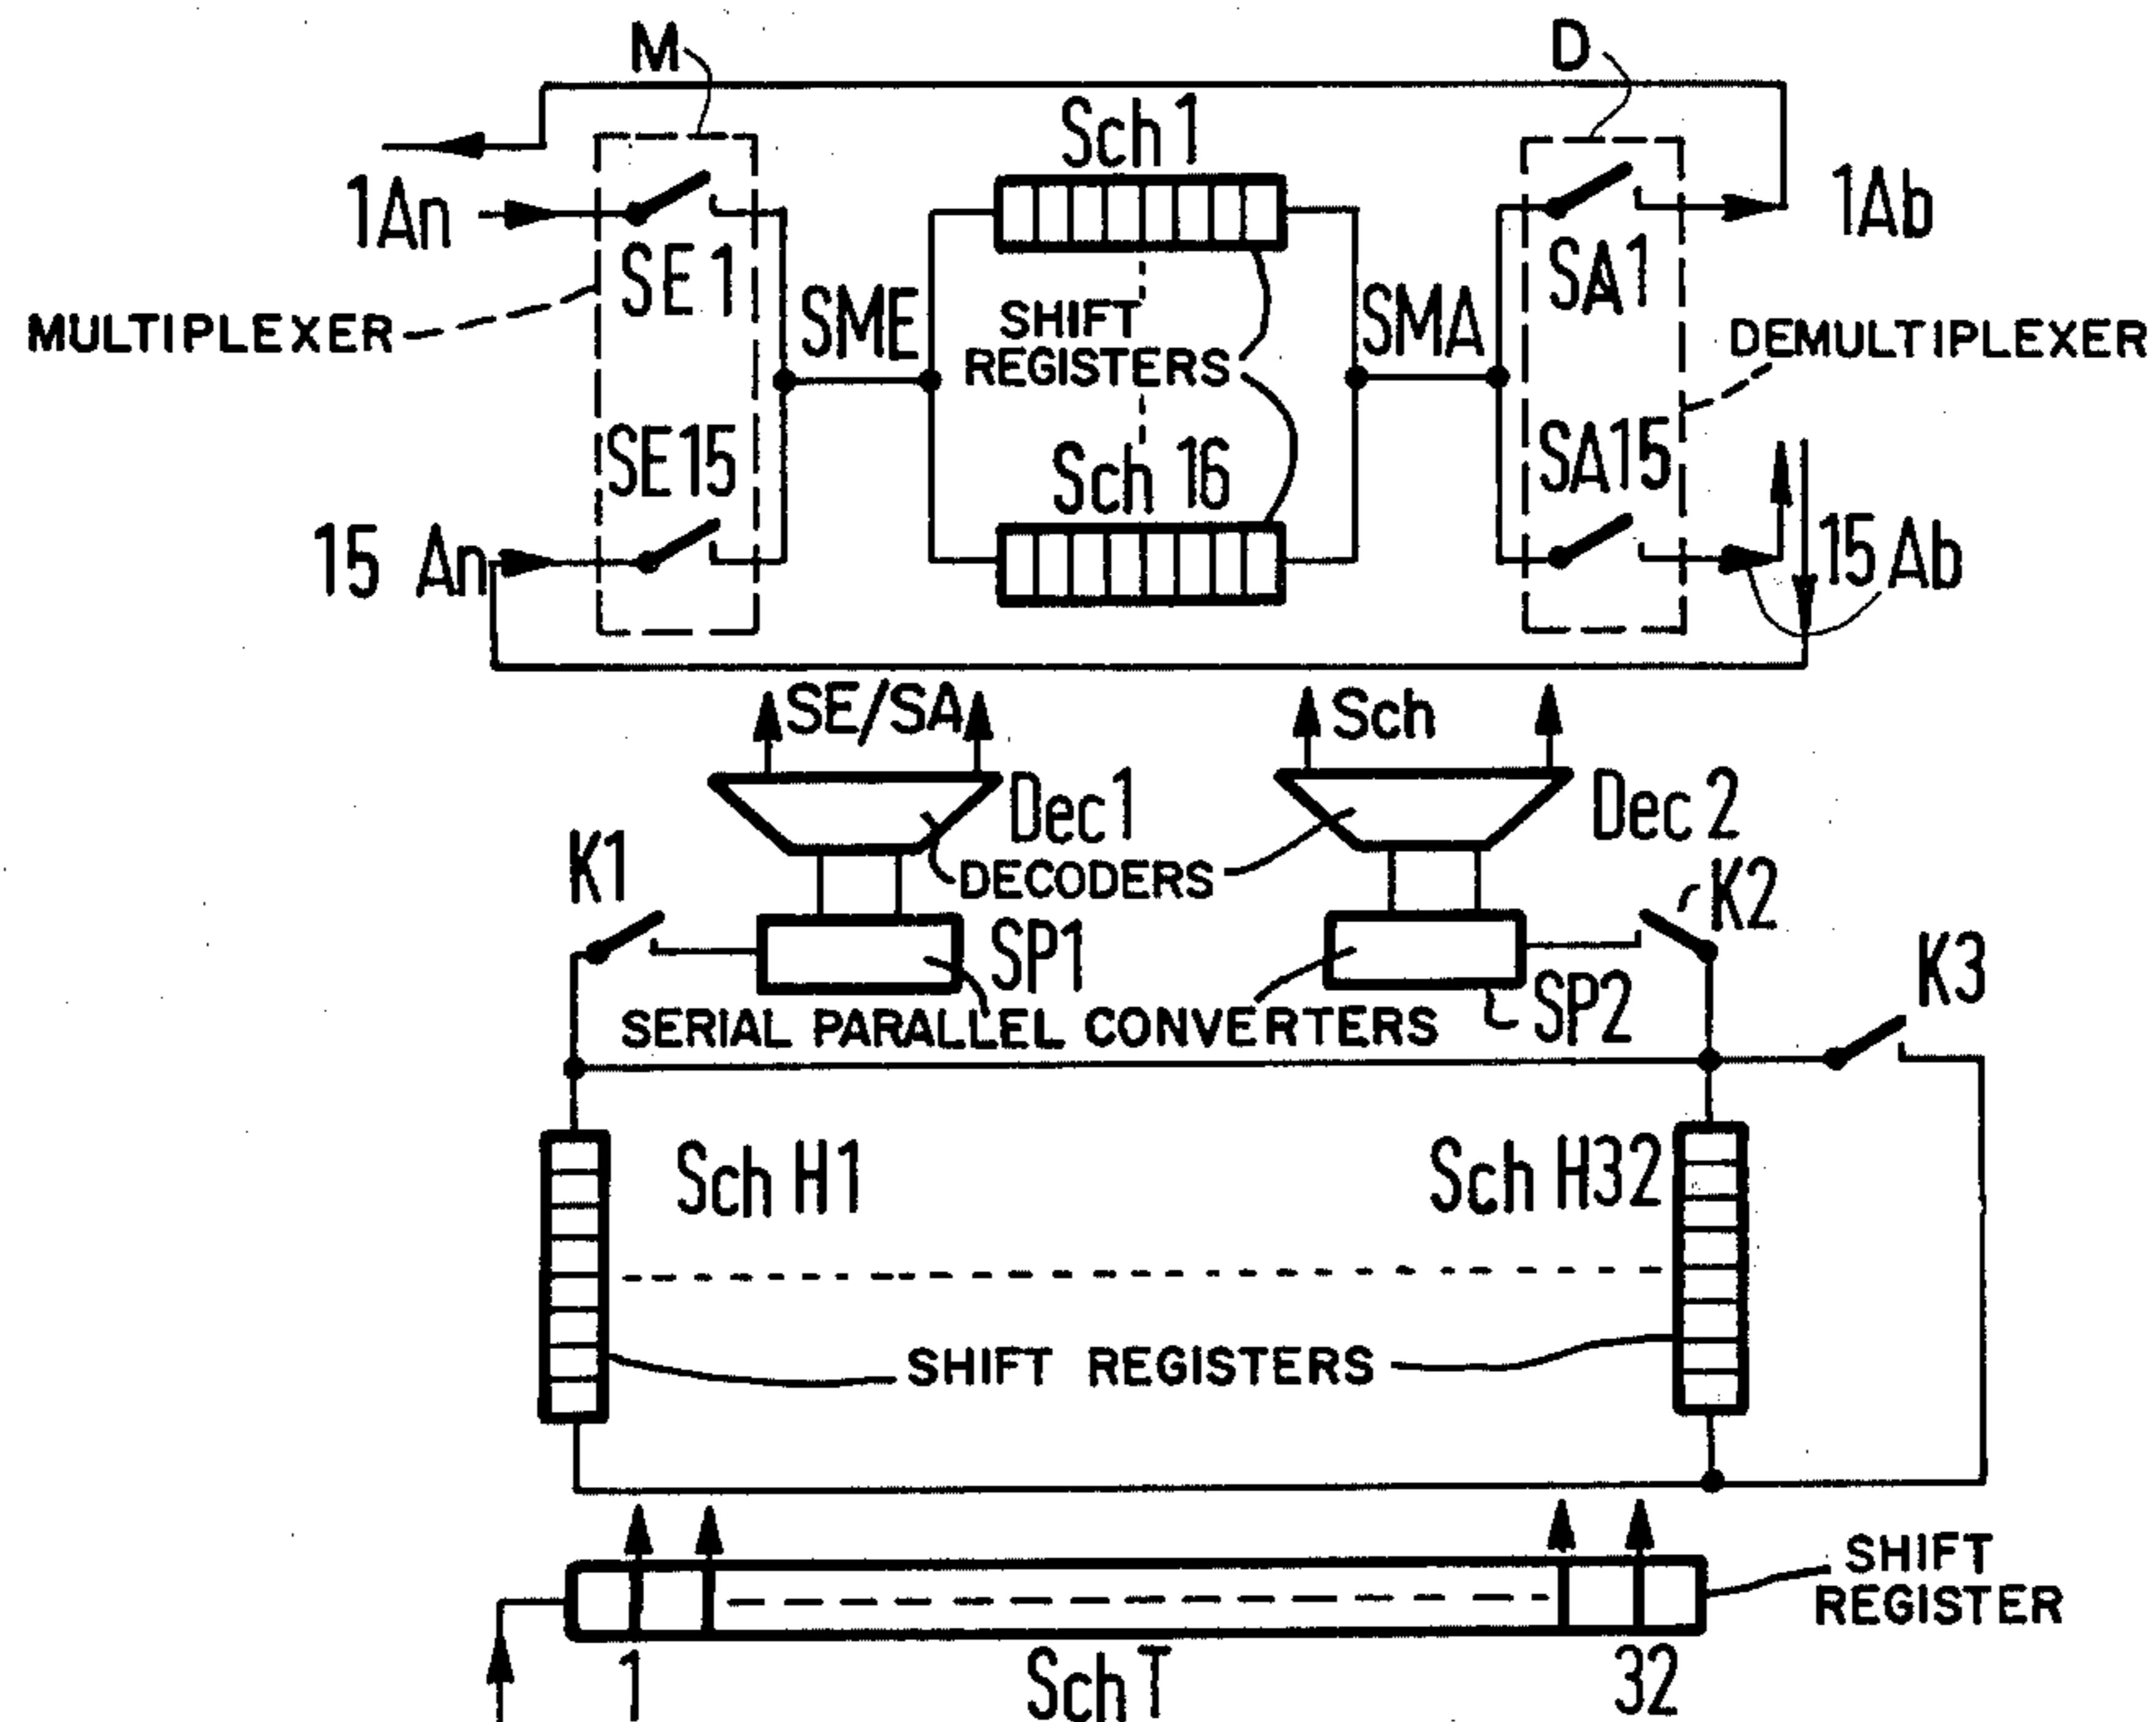 M
D
Sch 1
1An
1Ab
SE1
SA1
MULTIPLEXER
SME
SHIFT
REGISTERS
SMA
DEMULTIPLEXER
SE15
Sch 16
SA15
15 An
15 Ab
SE/SA
Sch
Dec 1
Dec 2
K1
DECODERS
K2
SP1
SP2
K3
SERIAL PARALLEL CONVERTERS
Sch H1
Sch H32
SHIFT REGISTERS
SHIFT
REGISTER
1
Sch T
32